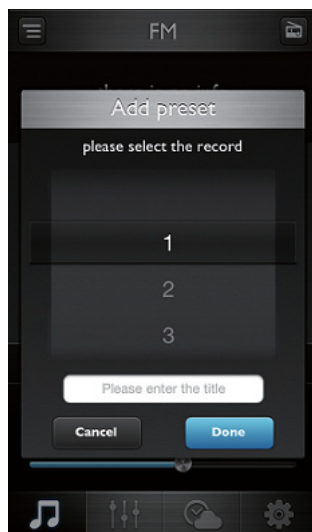 FM
Add preset
please select the record
1
2
3
Please enter the title
Cancel
Done